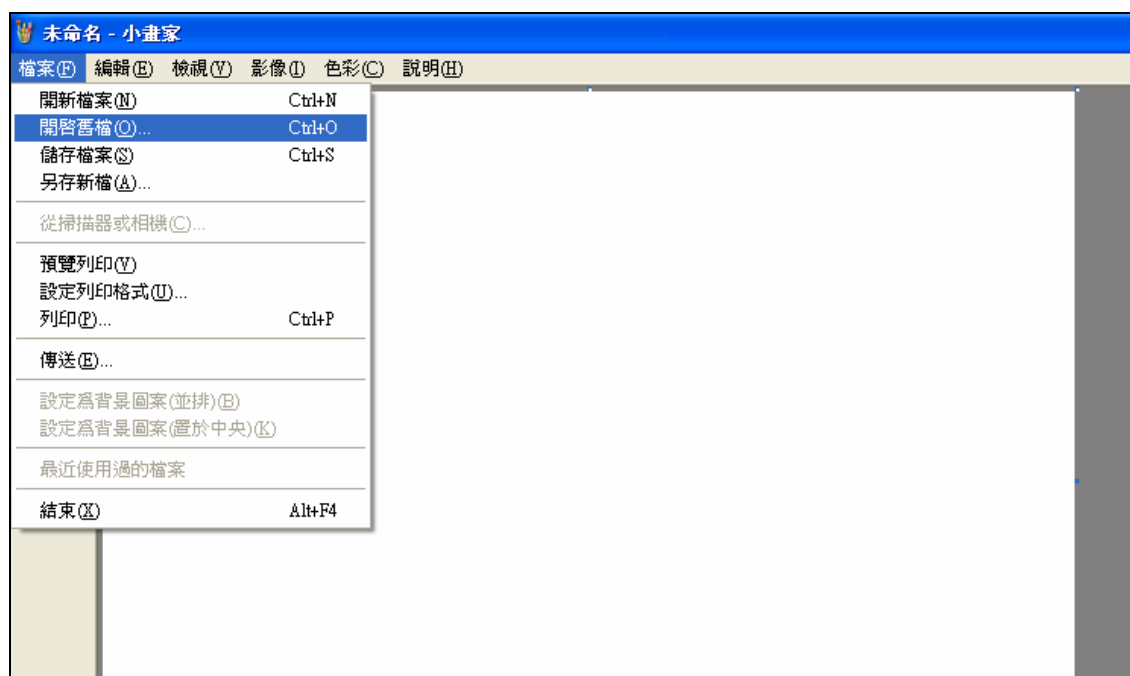 未命名 - 小畫家
檔案(F) 編輯(E) 檢視(V) 影像(I) 色彩(C) 說明(H)
開新檔案(N) Ctrl+N
開啓舊檔(O)... Ctrl+O
儲存檔案(S) Ctrl+S
另存新檔(A)...
從掃描器或相機(C)...
預覽列印(V)
設定列印格式(U)...
列印(P)... Ctrl+P
傳送(E)...
設定爲背景圖案(並排)(B)
設定爲背景圖案(置於中央)(K)
最近使用過的檔案
結束(X) Alt+F4